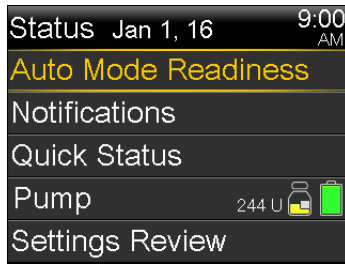 Status Jan 1, 16 9:00 AM
Auto Mode Readiness
Notifications
Quick Status
Pump 244 U
Settings Review